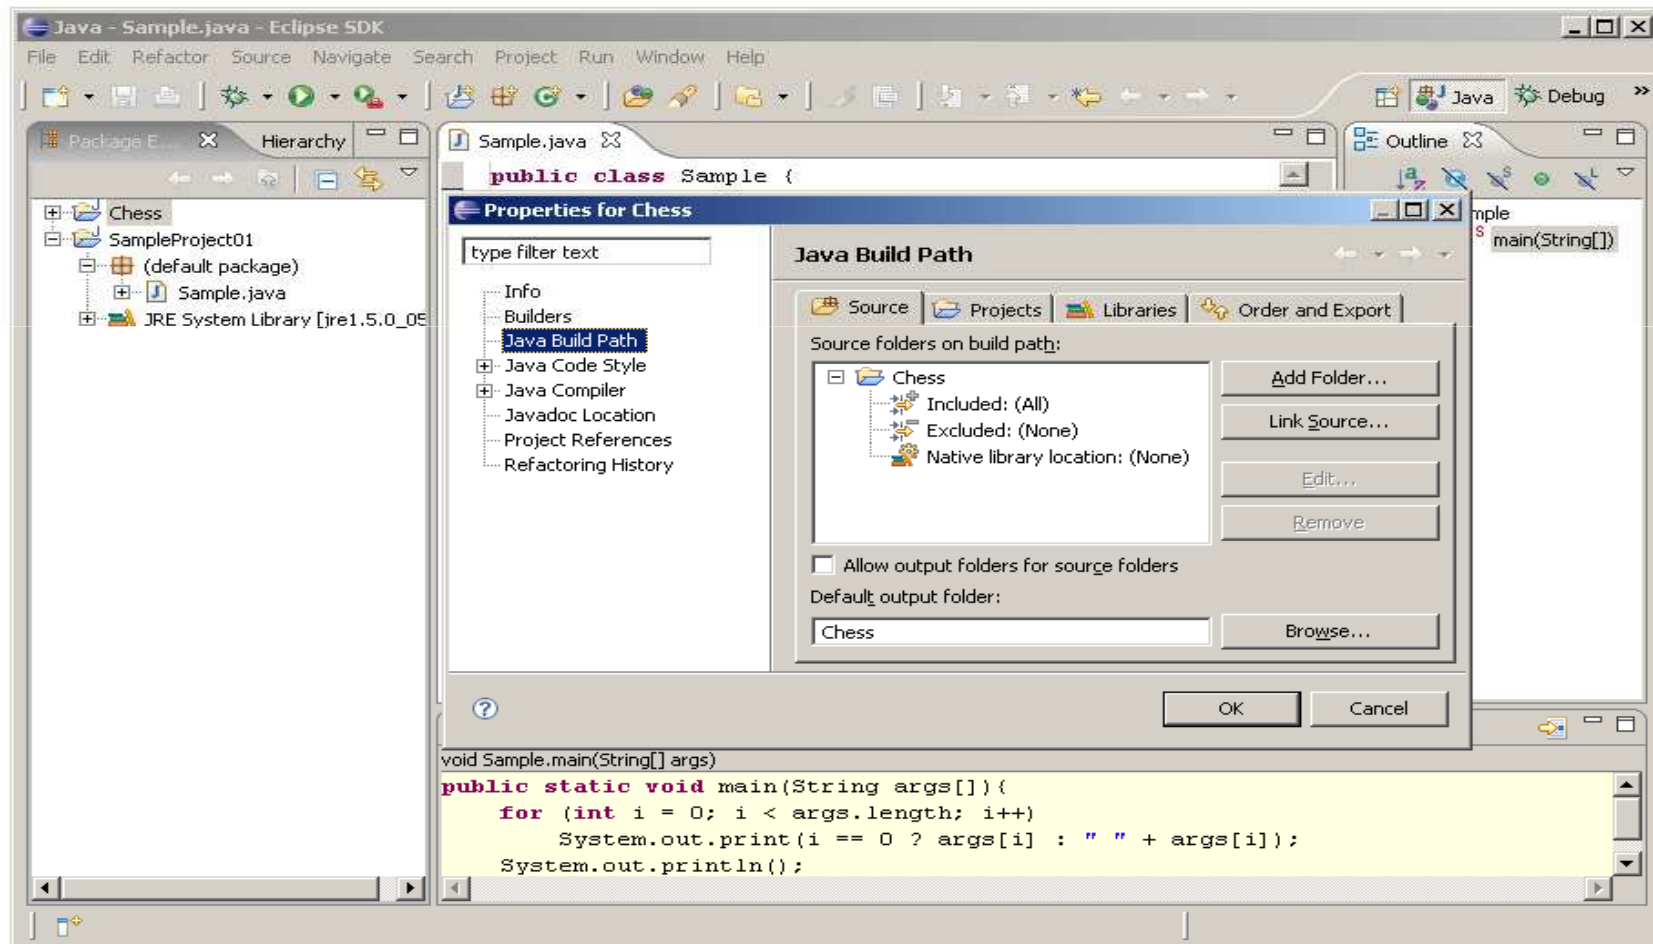 Java - Sample.java - Eclipse SDK
File Edit Refactor Source Navigate Search Project Run Window Help
Java Debug »
Package E... Hierarchy
Sample.java
Outline
public class Sample {
Chess
SampleProject01
(default package)
Sample.java
JRE System Library [jre1.5.0_05
mple
main(String[])
Properties for Chess
type filter text
Info
Builders
Java Build Path
Java Code Style
Java Compiler
Javadoc Location
Project References
Refactoring History
Java Build Path
Source Projects Libraries Order and Export
Source folders on build path:
Chess
Included: (All)
Excluded: (None)
Native library location: (None)
Add Folder...
Link Source...
Edit...
Remove
Allow output folders for source folders
Default output folder:
Chess
Browse...
OK Cancel
void Sample.main(String[] args)
public static void main(String args[]){
for (int i = 0; i < args.length; i++)
System.out.print(i == 0 ? args[i] : " " + args[i]);
System.out.println();